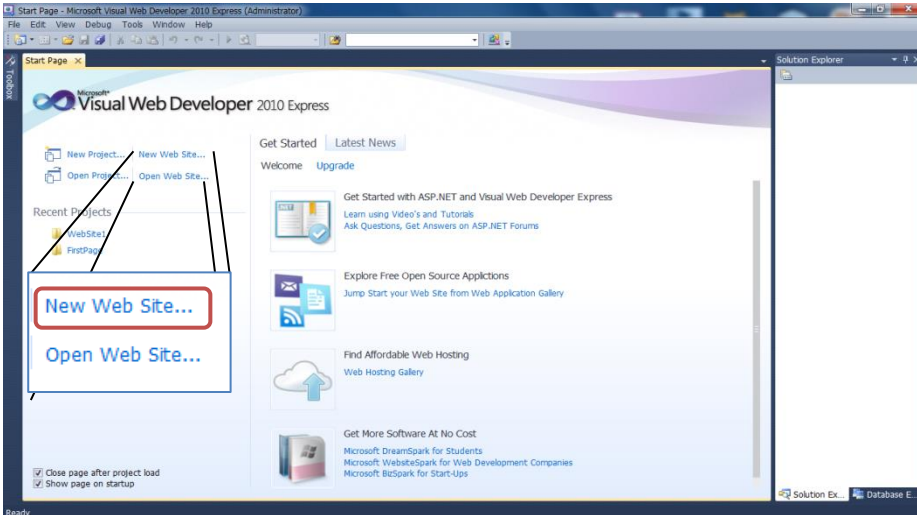 Start Page - Microsoft Visual Web Developer 2010 Express (Administrator)
File Edit View Debug Tools Window Help
Toolbox
Start Page
Solution Explorer
Microsoft®
Visual Web Developer 2010 Express
Get Started Latest News
Welcome Upgrade
New Project... New Web Site...
Open Project... Open Web Site...
Recent Projects
WebSite1
FirstPage
New Web Site...
Open Web Site...
Get Started with ASP.NET and Visual Web Developer Express
Learn using Video's and Tutorials
Ask Questions, Get Answers on ASP.NET Forums
Explore Free Open Source Applictions
Jump Start your Web Site from Web Application Gallery
Find Affordable Web Hosting
Web Hosting Gallery
Get More Software At No Cost
Microsoft DreamSpark for Students
Microsoft WebsiteSpark for Web Development Companies
Microsoft BizSpark for Start-Ups
Close page after project load
Show page on startup
Solution Ex... Database E...
Ready